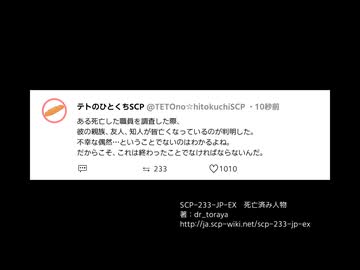 テトのひとくちSCP @TETOno☆hitokuchiSCP ・10秒前
ある死亡した職員を調査した際、
彼の親族、友人、知人が皆亡くなっているのが判明した。
不幸な偶然…ということでないのはわかるよね。
だからこそ、これは終わったことでなければならないんだ。
233
1010
SCP-233-JP-EX 死亡済み人物
著：dr_toraya
http://ja.scp-wiki.net/scp-233-jp-ex